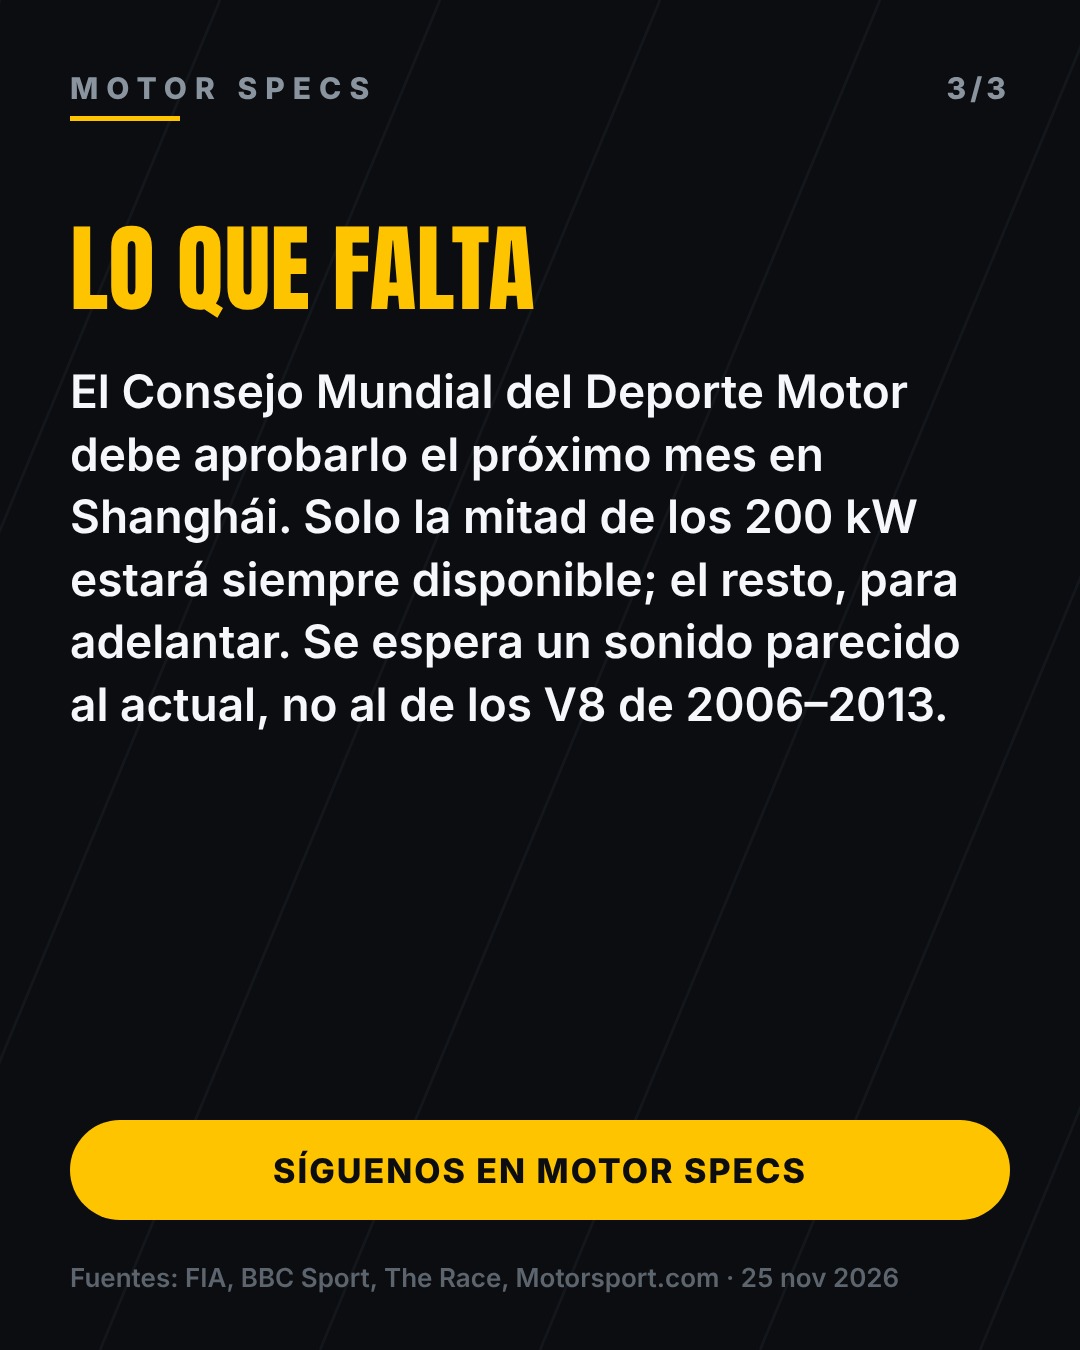 MOTOR SPECS
3/3
LO QUE FALTA
El Consejo Mundial del Deporte Motor
debe aprobarlo el próximo mes en
Shanghái. Solo la mitad de los 200 kW
estará siempre disponible; el resto, para
adelantar. Se espera un sonido parecido
al actual, no al de los V8 de 2006–2013.
SÍGUENOS EN MOTOR SPECS
Fuentes: FIA, BBC Sport, The Race, Motorsport.com · 25 nov 2026